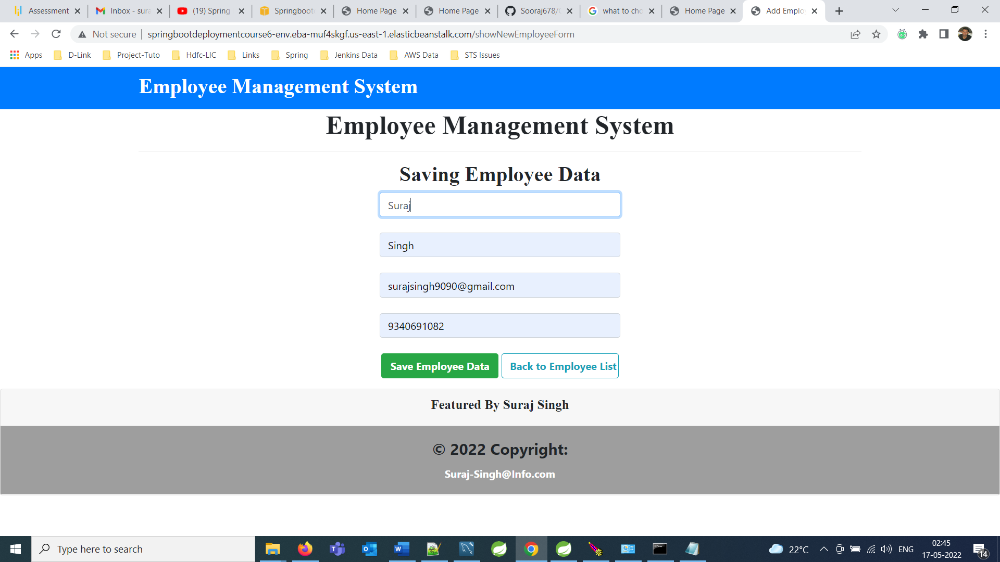 Assessment
Inbox - sura
(19) Spring
Springboot
Home Page
Home Page
Sooraj678/
what to cho
Home Page
Add Emplo
Not secure
springbootdeploymentcourse6-env.eba-muf4skgf.us-east-1.elasticbeanstalk.com/showNewEmployeeForm
Apps
D-Link
Project-Tuto
Hdfc-LIC
Links
Spring
Jenkins Data
AWS Data
STS Issues
Employee Management System
Employee Management System
Saving Employee Data
Suraj
Singh
surajsingh9090@gmail.com
9340691082
Save Employee Data
Back to Employee List
Featured By Suraj Singh
© 2022 Copyright:
Suraj-Singh@Info.com
Type here to search
22°C
ENG
02:45
17-05-2022
14